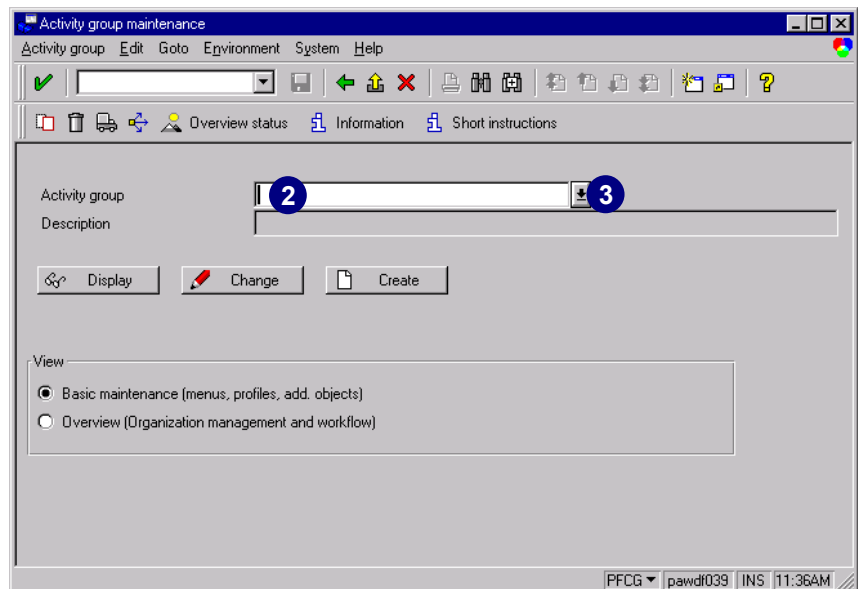 Activity group maintenance
Activity group Edit Goto Environment System Help
Overview status Information Short instructions
Activity group 2 3
Description
Display Change Create
View
Basic maintenance (menus, profiles, add. objects)
Overview (Organization management and workflow)
PFCG pawdf039 INS 11:36AM